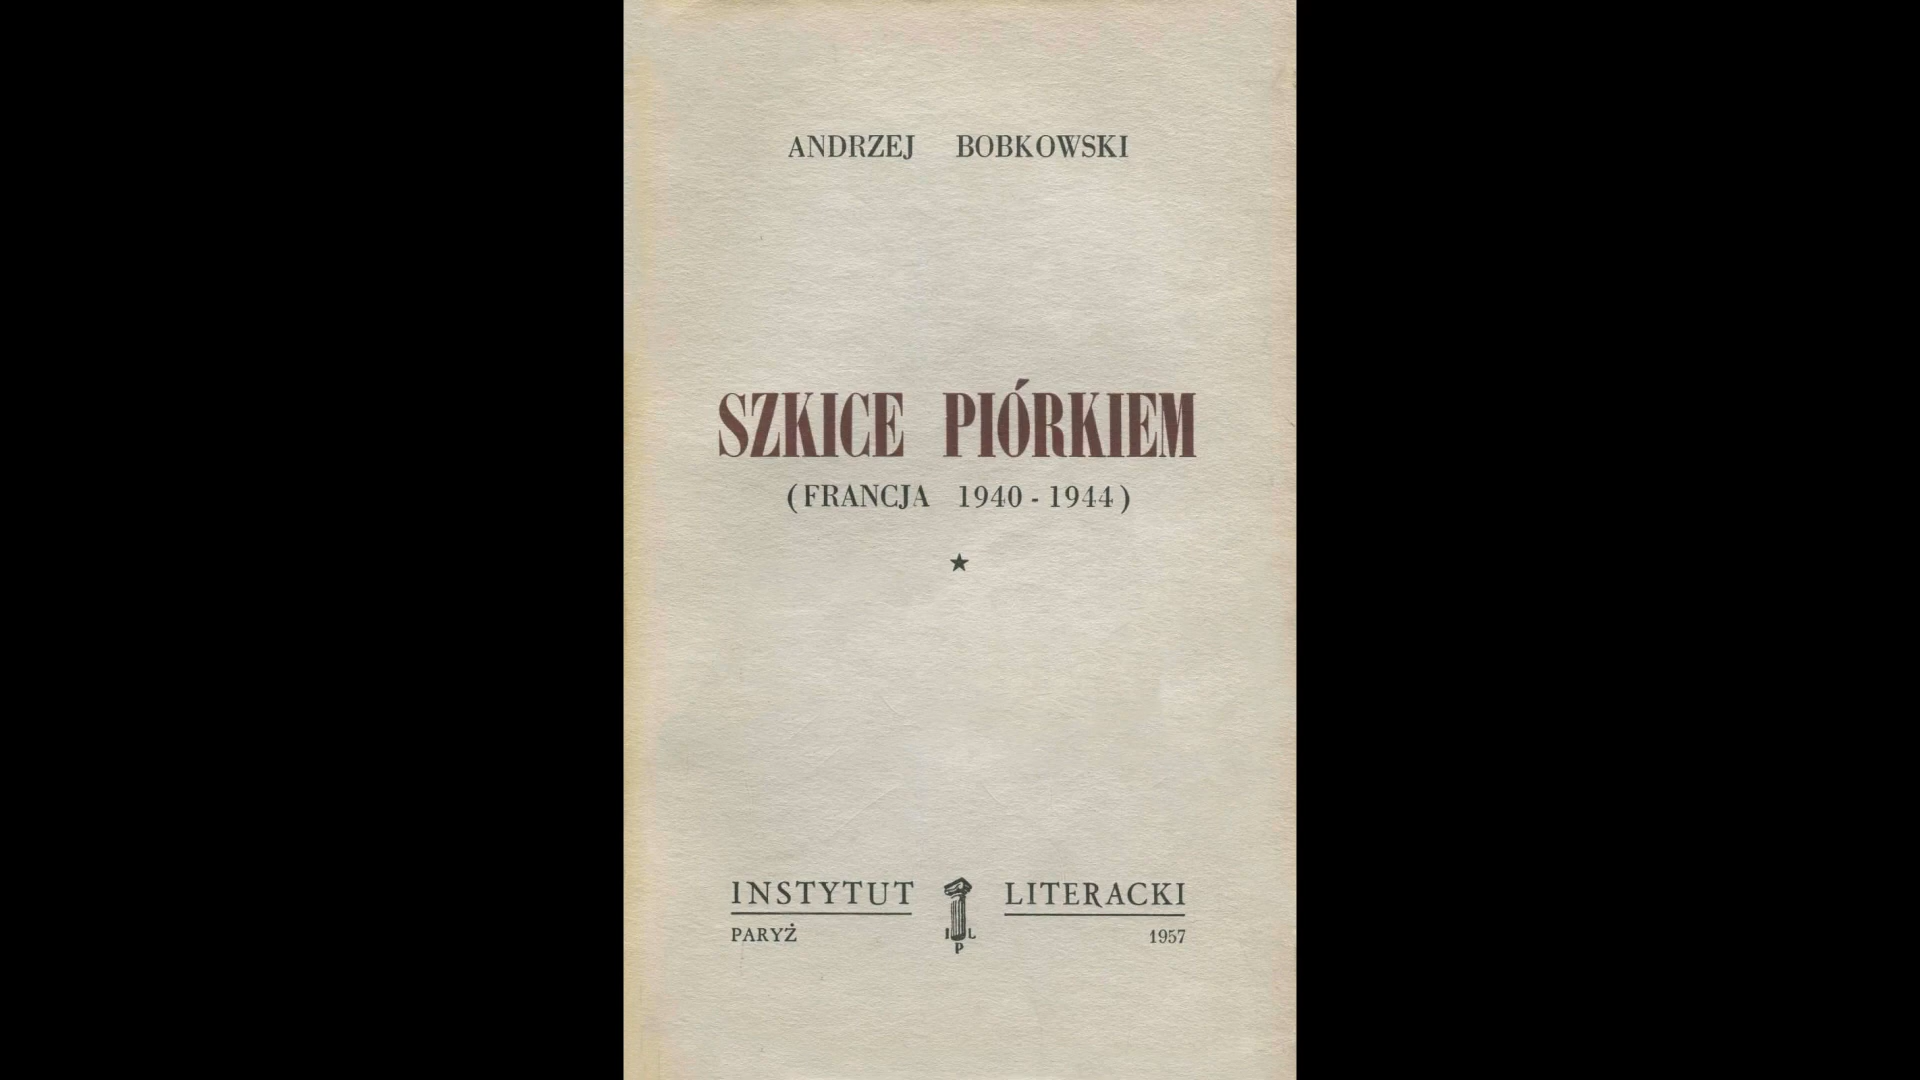 ANDRZEJ BOBKOWSKI
SZKICE PIÓRKIEM
(FRANCJA 1940 - 1944)
★
INSTYTUT LITERACKI
I L
P
PARYŻ 1957